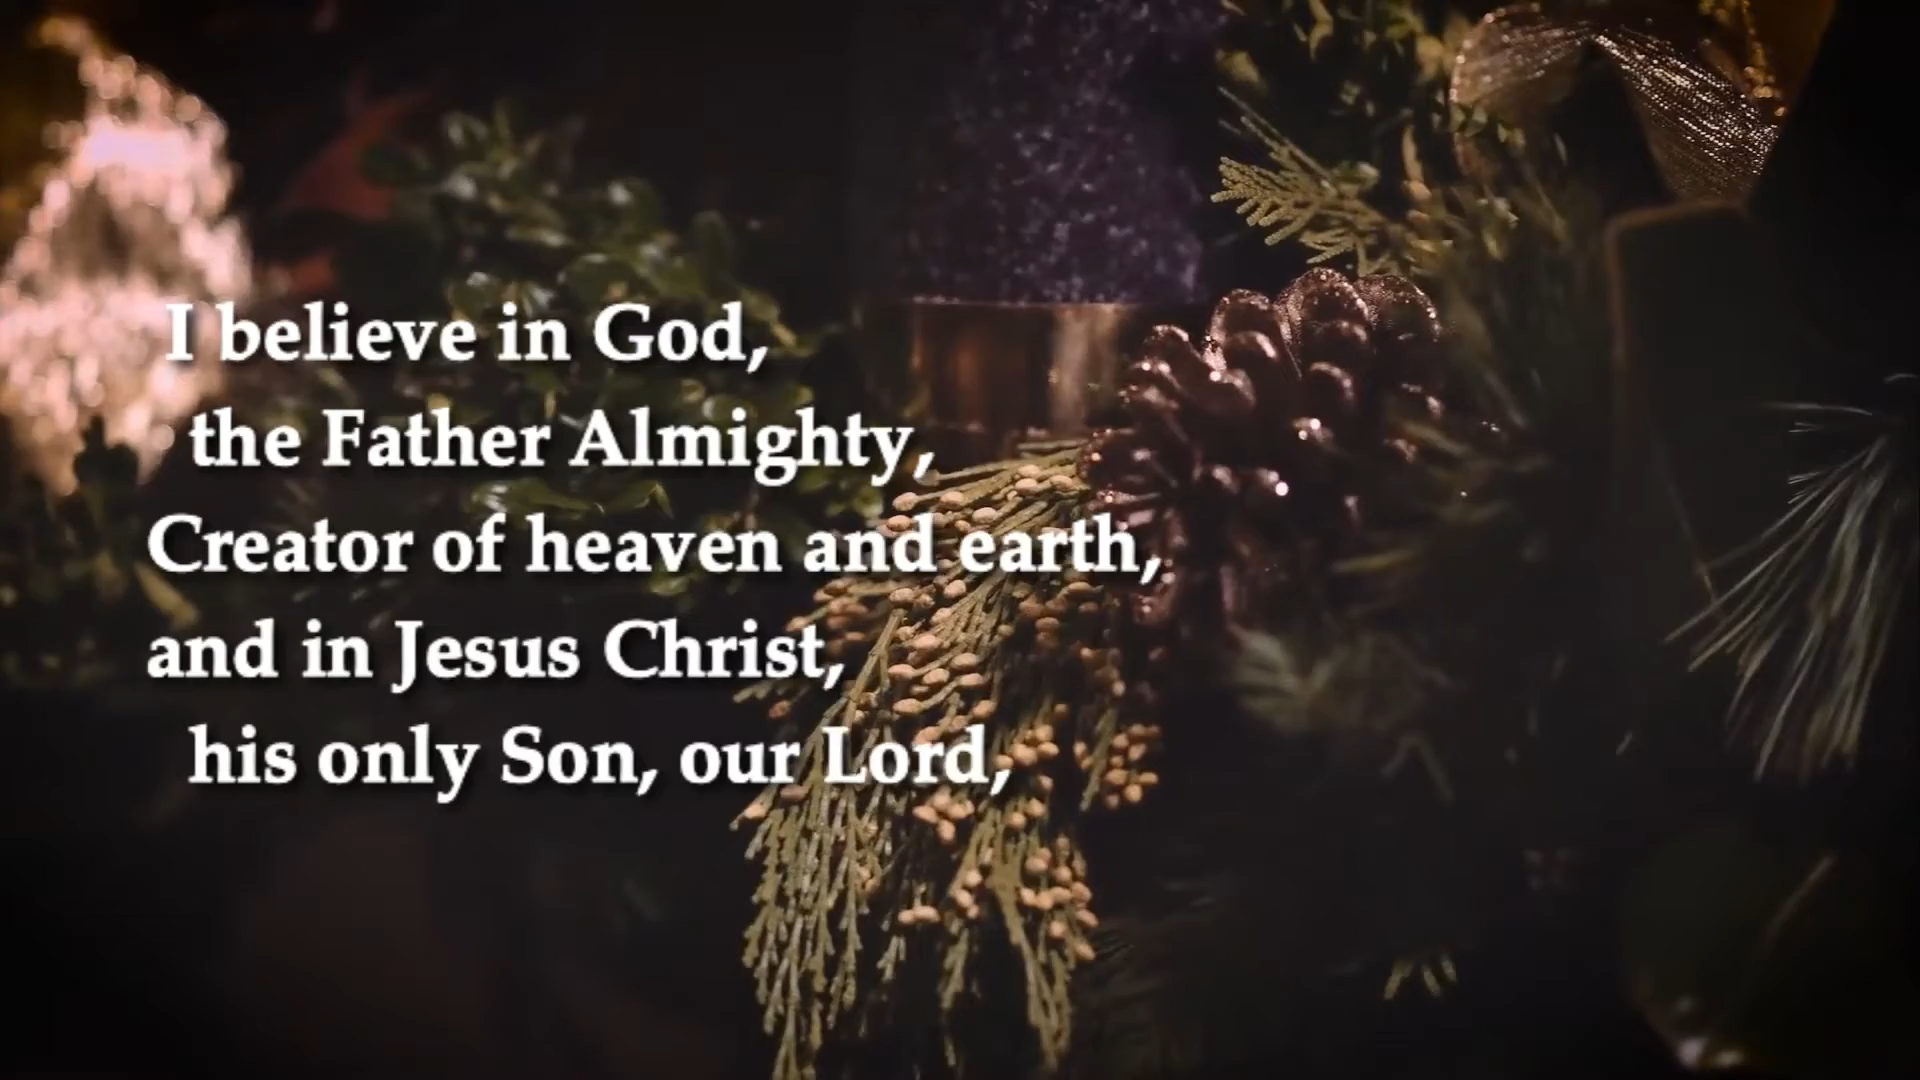 I believe in God,
the Father Almighty,
Creator of heaven and earth,
and in Jesus Christ,
his only Son, our Lord,